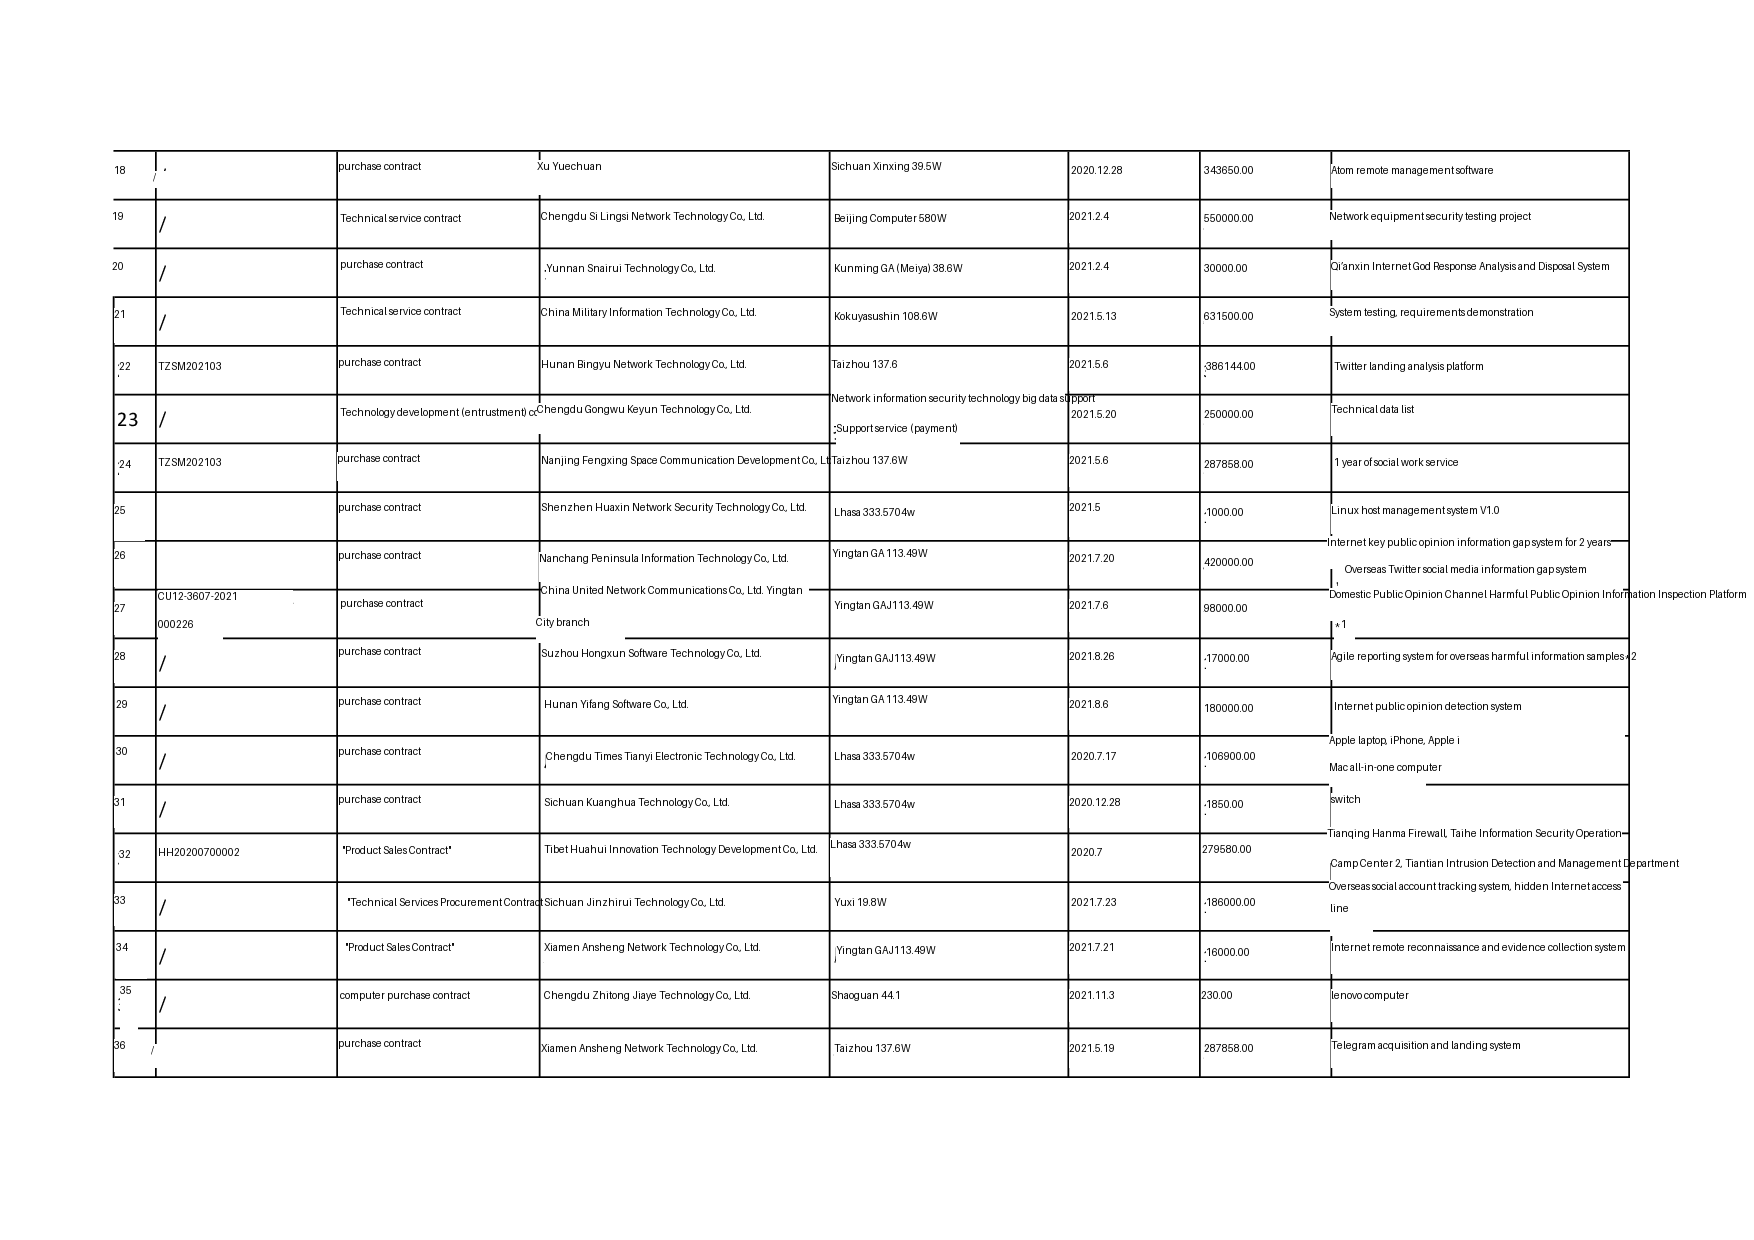 18 / purchase contract Xu Yuechuan Sichuan Xinxing 39.5W 2020.12.28 343650.00 Atom remote management software
19 / Technical service contract Chengdu Si Lingsi Network Technology Co., Ltd. Beijing Computer 580W 2021.2.4 550000.00 Network equipment security testing project
20 / purchase contract Yunnan Snairui Technology Co., Ltd. Kunming GA (Meiya) 38.6W 2021.2.4 30000.00 Qi'anxin Internet God Response Analysis and Disposal System
21 / Technical service contract China Military Information Technology Co., Ltd. Kokuyasushin 108.6W 2021.5.13 631500.00 System testing, requirements demonstration
22 TZSM202103 purchase contract Hunan Bingyu Network Technology Co., Ltd. Taizhou 137.6 2021.5.6 386144.00 Twitter landing analysis platform
Network information security technology big data support
23 / Technology development (entrustment) cc Chengdu Gongwu Keyun Technology Co., Ltd. 2021.5.20 250000.00 Technical data list
Support service (payment)
24 TZSM202103 purchase contract Nanjing Fengxing Space Communication Development Co., Lt Taizhou 137.6W 2021.5.6 287858.00 1 year of social work service
25 purchase contract Shenzhen Huaxin Network Security Technology Co., Ltd. Lhasa 333.5704w 2021.5 1000.00 Linux host management system V1.0
Internet key public opinion information gap system for 2 years
26 purchase contract Nanchang Peninsula Information Technology Co., Ltd. Yingtan GA 113.49W 2021.7.20 420000.00
Overseas Twitter social media information gap system
CU12-3607-2021 China United Network Communications Co., Ltd. Yingtan Domestic Public Opinion Channel Harmful Public Opinion Information Inspection Platform
27 purchase contract Yingtan GAJ113.49W 2021.7.6 98000.00
000226 City branch *1
28 / purchase contract Suzhou Hongxun Software Technology Co., Ltd. Yingtan GAJ113.49W 2021.8.26 17000.00 Agile reporting system for overseas harmful information samples*2
29 / purchase contract Hunan Yifang Software Co., Ltd. Yingtan GA 113.49W 2021.8.6 180000.00 Internet public opinion detection system
Apple laptop, iPhone, Apple i
30 / purchase contract Chengdu Times Tianyi Electronic Technology Co., Ltd. Lhasa 333.5704w 2020.7.17 106900.00
Mac all-in-one computer
31 / purchase contract Sichuan Kuanghua Technology Co., Ltd. Lhasa 333.5704w 2020.12.28 1850.00 switch
Tianqing Hanma Firewall, Taihe Information Security Operation
32 HH20200700002 "Product Sales Contract" Tibet Huahui Innovation Technology Development Co., Ltd. Lhasa 333.5704w 2020.7 279580.00
Camp Center 2, Tiantian Intrusion Detection and Management Department
Overseas social account tracking system, hidden Internet access
33 / "Technical Services Procurement Contract Sichuan Jinzhirui Technology Co., Ltd. Yuxi 19.8W 2021.7.23 186000.00
line
34 / "Product Sales Contract" Xiamen Ansheng Network Technology Co., Ltd. Yingtan GAJ113.49W 2021.7.21 16000.00 Internet remote reconnaissance and evidence collection system
35 / computer purchase contract Chengdu Zhitong Jiaye Technology Co., Ltd. Shaoguan 44.1 2021.11.3 230.00 lenovo computer
36 / purchase contract Xiamen Ansheng Network Technology Co., Ltd. Taizhou 137.6W 2021.5.19 287858.00 Telegram acquisition and landing system